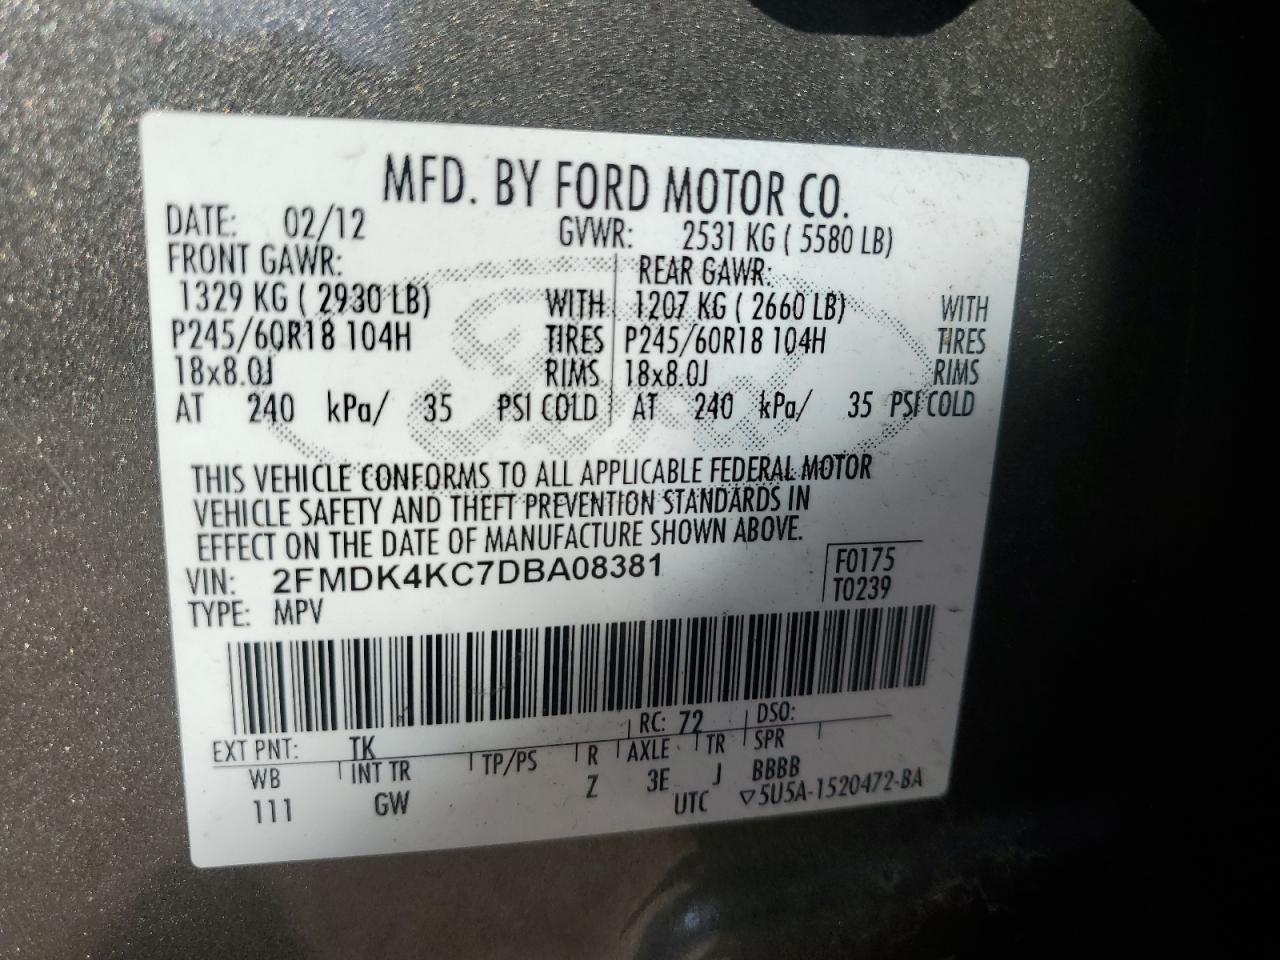 MFD. BY FORD MOTOR CO.
DATE: 02/12 GVWR: 2531 KG ( 5580 LB)
FRONT GAWR: REAR GAWR:
1329 KG ( 2930 LB) WITH 1207 KG ( 2660 LB) WITH
P245/60R18 104H TIRES P245/60R18 104H TIRES
18x8.0J RIMS 18x8.0J RIMS
AT 240 kPa/ 35 PSI COLD AT 240 kPa/ 35 PSI COLD
THIS VEHICLE CONFORMS TO ALL APPLICABLE FEDERAL MOTOR
VEHICLE SAFETY AND THEFT PREVENTION STANDARDS IN
EFFECT ON THE DATE OF MANUFACTURE SHOWN ABOVE.
VIN: 2FMDK4KC7DBA08381 F0175
TYPE: MPV T0239
EXT PNT: TK RC: 72 DSO:
WB INT TR TP/PS R AXLE TR SPR
111 GW Z 3E J BBBB
UTC ▽5U5A-1520472-BA